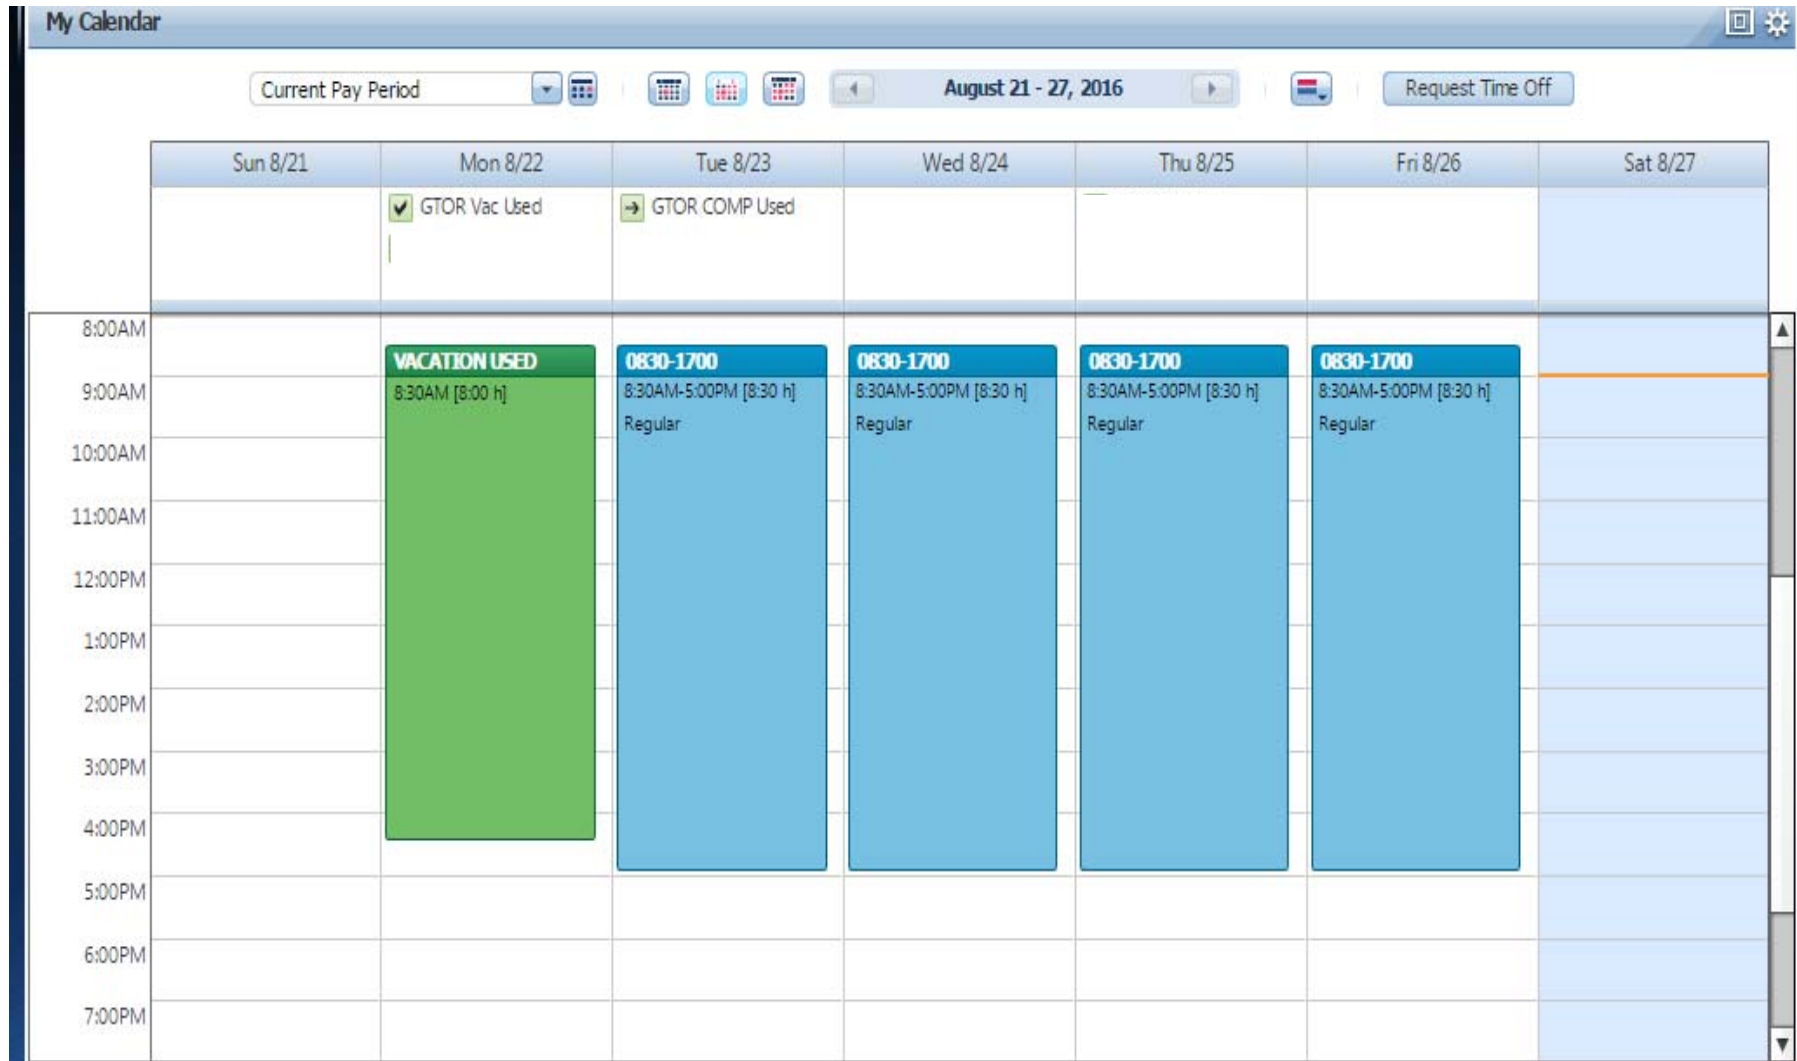 My Calendar
Current Pay Period
August 21 - 27, 2016
Request Time Off
Sun 8/21 Mon 8/22 Tue 8/23 Wed 8/24 Thu 8/25 Fri 8/26 Sat 8/27
GTOR Vac Used GTOR COMP Used
8:00AM
VACATION USED 0830-1700 0830-1700 0830-1700 0830-1700
9:00AM 8:30AM [8:00 h] 8:30AM-5:00PM [8:30 h] 8:30AM-5:00PM [8:30 h] 8:30AM-5:00PM [8:30 h] 8:30AM-5:00PM [8:30 h]
Regular Regular Regular Regular
10:00AM
11:00AM
12:00PM
1:00PM
2:00PM
3:00PM
4:00PM
5:00PM
6:00PM
7:00PM